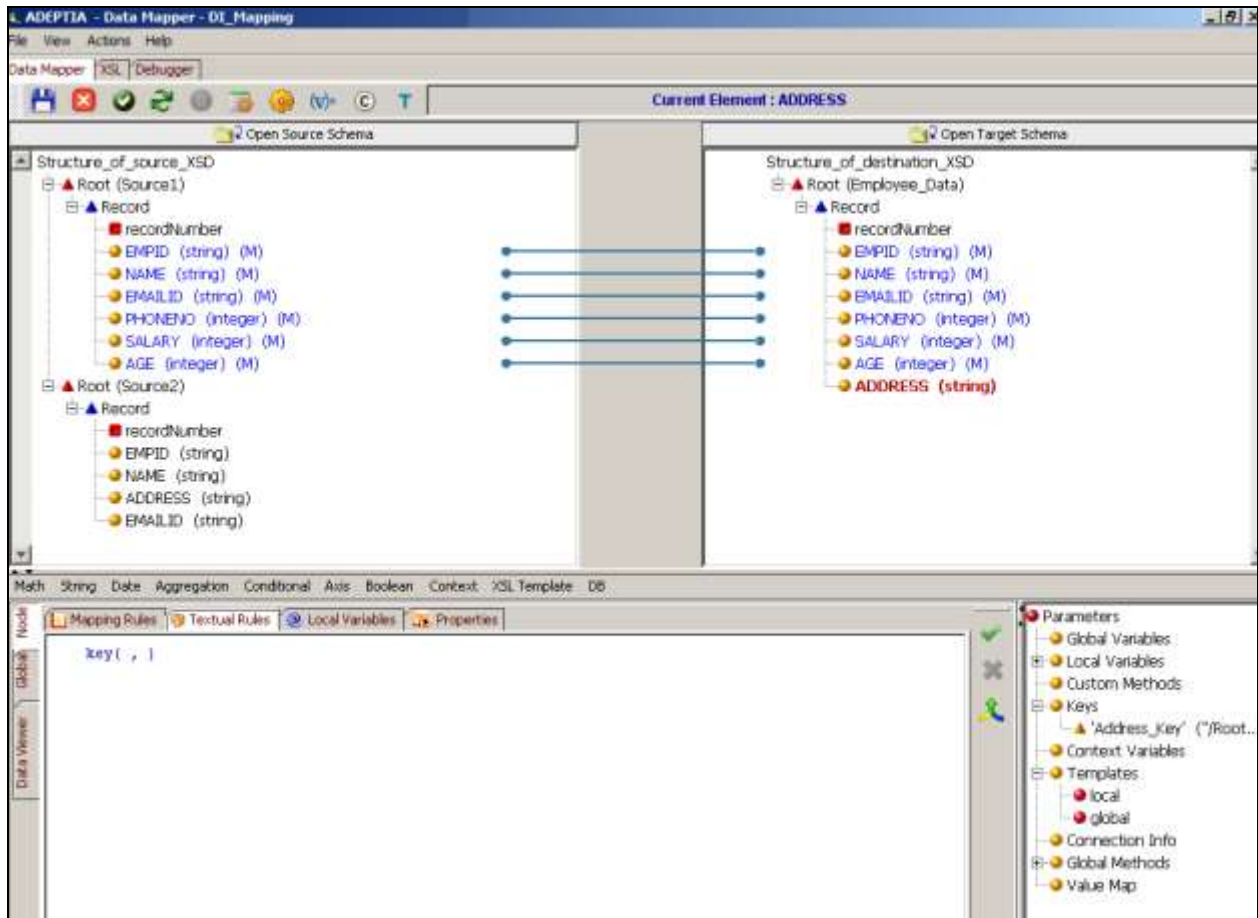 ADEPTIA - Data Mapper - DI_Mapping
File View Actions Help
Data Mapper XSL Debugger
(v)= C T Current Element : ADDRESS
Open Source Schema Open Target Schema
Structure_of_source_XSD
Root (Source1)
Record
recordNumber
EMPID (string) (M)
NAME (string) (M)
EMAILID (string) (M)
PHONENO (integer) (M)
SALARY (integer) (M)
AGE (integer) (M)
Root (Source2)
Record
recordNumber
EMPID (string)
NAME (string)
ADDRESS (string)
EMAILID (string)
Structure_of_destination_XSD
Root (Employee_Data)
Record
recordNumber
EMPID (string) (M)
NAME (string) (M)
EMAILID (string) (M)
PHONENO (integer) (M)
SALARY (integer) (M)
AGE (integer) (M)
ADDRESS (string)
Math String Date Aggregation Conditional Axis Boolean Context XSL Template DB
Node
Global
Data Viewer
Mapping Rules Textual Rules Local Variables Properties
key( , )
Parameters
Global Variables
Local Variables
Custom Methods
Keys
'Address_Key' ("/Root...
Context Variables
Templates
local
global
Connection Info
Global Methods
Value Map